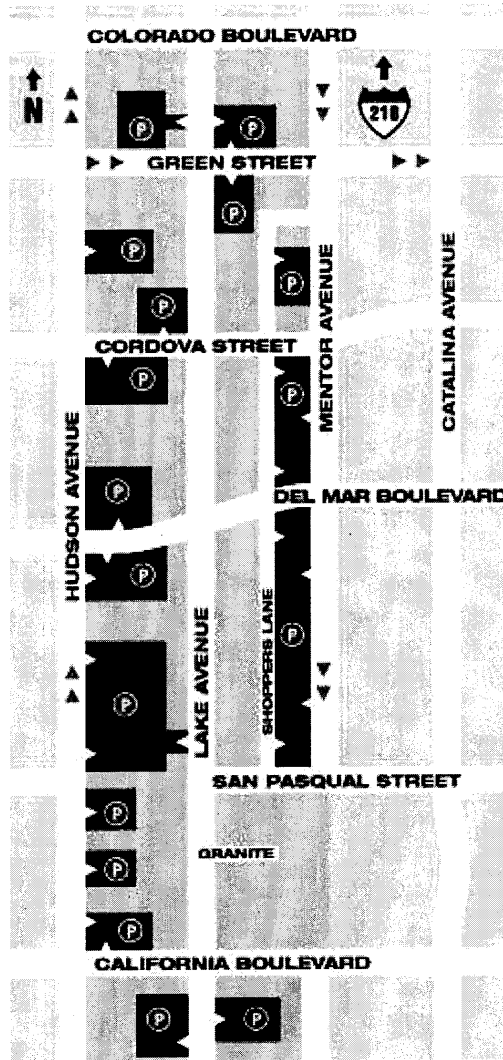 COLORADO BOULEVARD
N
210
P
P
GREEN STREET
P
P
P
P
CORDOVA STREET
MENTOR AVENUE
CATALINA AVENUE
P
P
HUDSON AVENUE
P
DEL MAR BOULEVARD
P
SHOPPERS LANE
P
LAKE AVENUE
P
SAN PASQUAL STREET
P
GRANITE
P
P
CALIFORNIA BOULEVARD
P
P